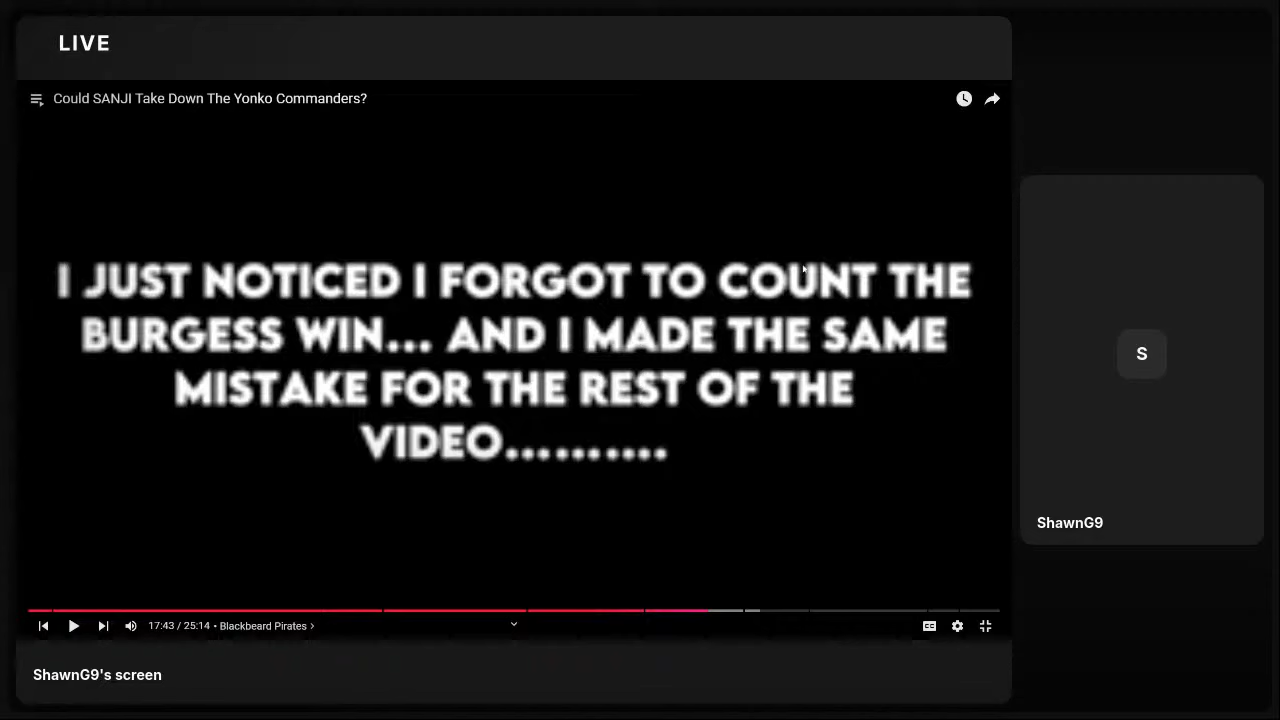 LIVE
Could SANJI Take Down The Yonko Commanders?
I JUST NOTICED I FORGOT TO COUNT THE
BURGESS WIN... AND I MADE THE SAME
MISTAKE FOR THE REST OF THE
VIDEO..........
S
ShawnG9
17:43 / 25:14 • Blackbeard Pirates >
CC
ShawnG9's screen